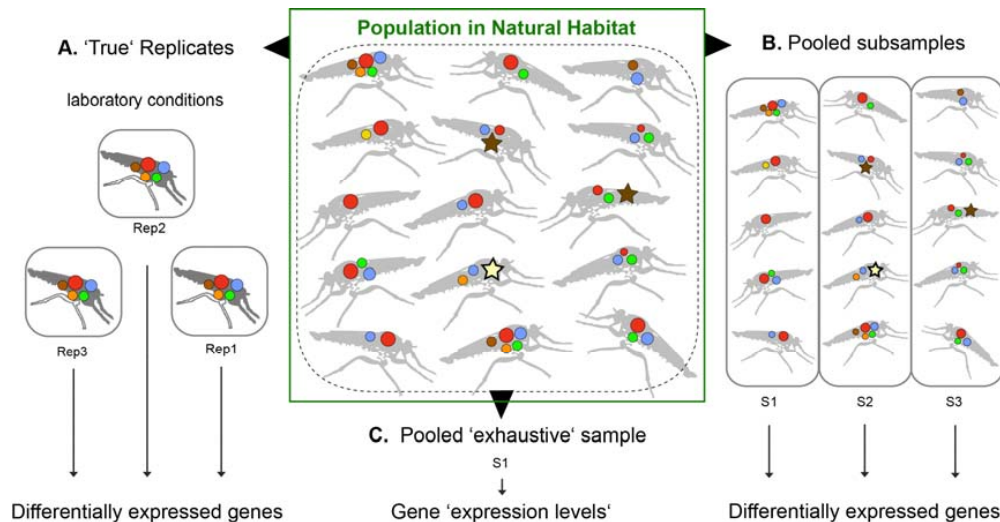 Population in Natural Habitat
A. 'True' Replicates
laboratory conditions
Rep2
Rep3
Rep1
Differentially expressed genes
C. Pooled 'exhaustive' sample
S1
Gene 'expression levels'
B. Pooled subsamples
S1
S2
S3
Differentially expressed genes